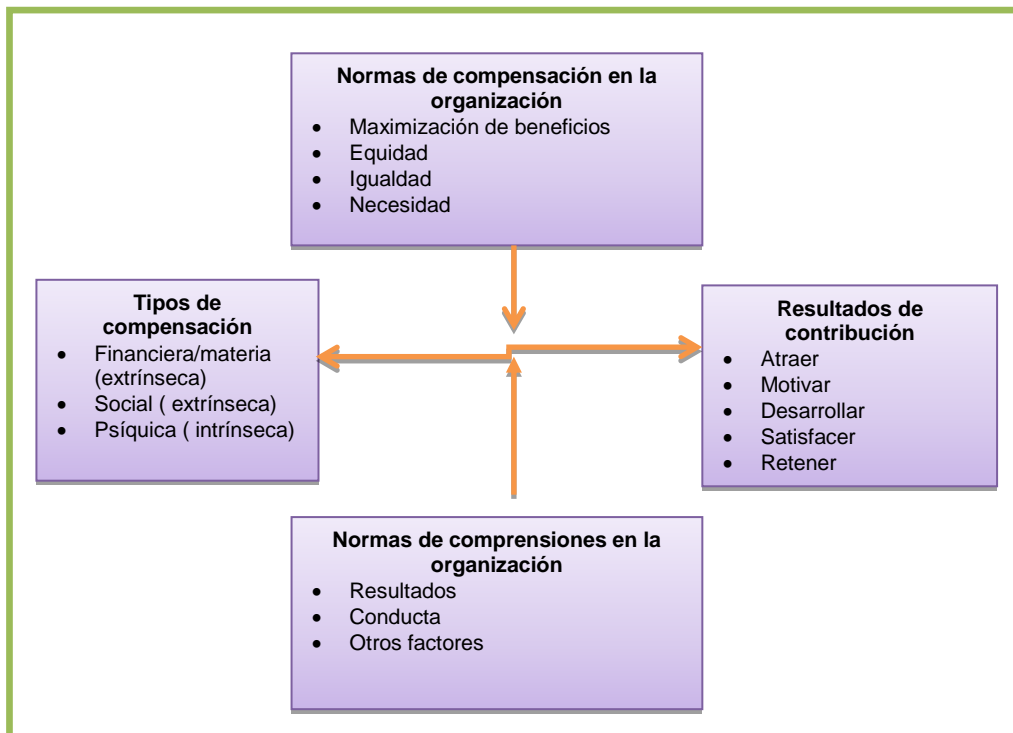 Normas de compensación en la
organización
• Maximización de beneficios
• Equidad
• Igualdad
• Necesidad
Tipos de
compensación
• Financiera/materia
(extrínseca)
• Social ( extrínseca)
• Psíquica ( intrínseca)
Resultados de
contribución
• Atraer
• Motivar
• Desarrollar
• Satisfacer
• Retener
Normas de comprensiones en la
organización
• Resultados
• Conducta
• Otros factores